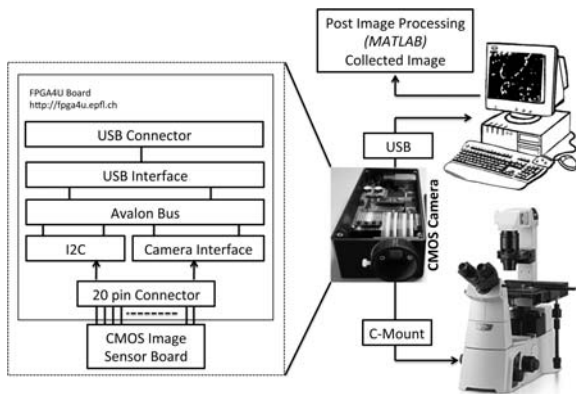 Post Image Processing
(MATLAB)
Collected Image
FPGA4U Board
http://fpga4u.epfl.ch
USB Connector
USB Interface
Avalon Bus
I2C
Camera Interface
20 pin Connector
CMOS Image
Sensor Board
USB
CMOS Camera
C-Mount